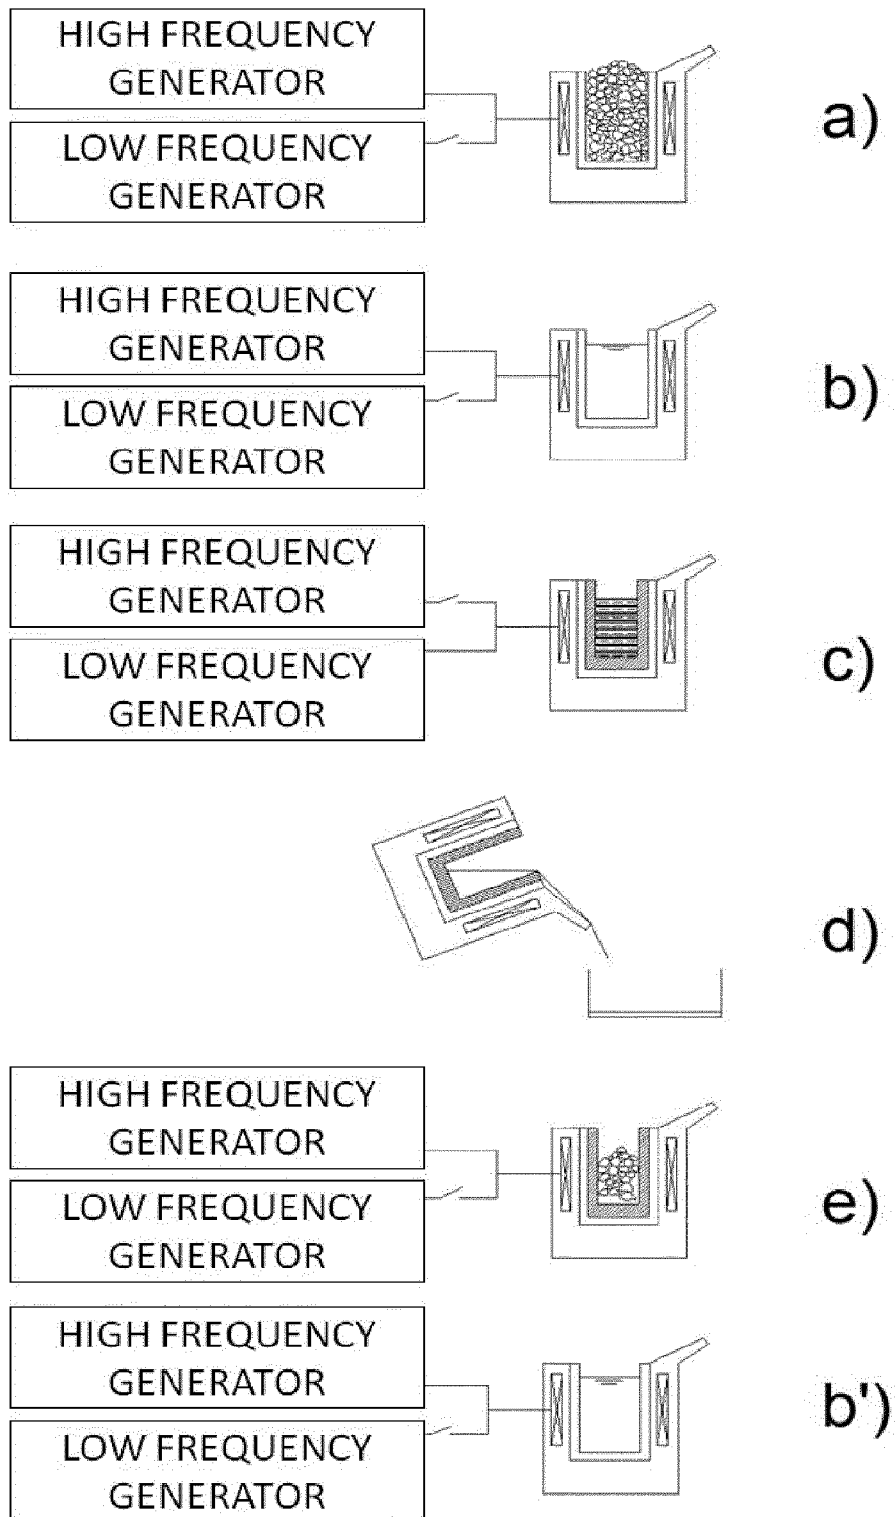 HIGH FREQUENCY
GENERATOR
LOW FREQUENCY
GENERATOR
a)
HIGH FREQUENCY
GENERATOR
LOW FREQUENCY
GENERATOR
b)
HIGH FREQUENCY
GENERATOR
LOW FREQUENCY
GENERATOR
c)
d)
HIGH FREQUENCY
GENERATOR
LOW FREQUENCY
GENERATOR
e)
HIGH FREQUENCY
GENERATOR
LOW FREQUENCY
GENERATOR
b')